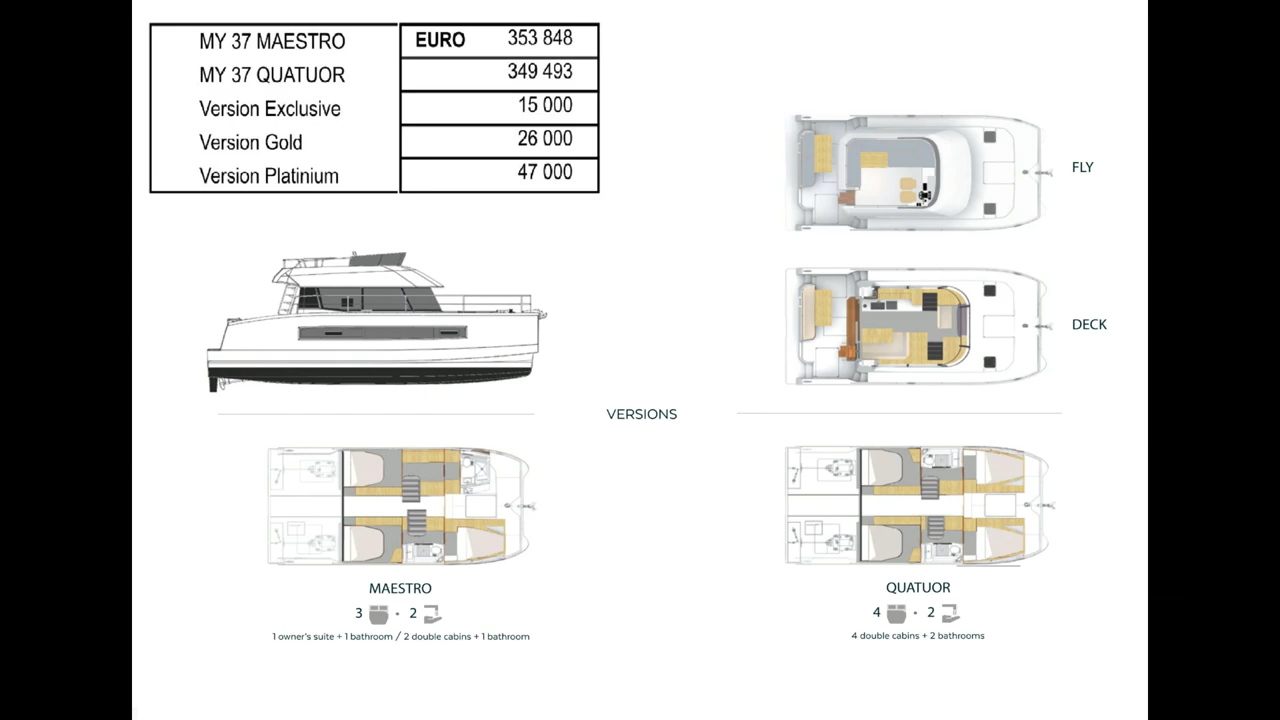 MY 37 MAESTRO EURO 353 848
MY 37 QUATUOR 349 493
Version Exclusive 15 000
Version Gold 26 000
Version Platinium 47 000
FLY
DECK
VERSIONS
MAESTRO
3 · 2
1 owner's suite + 1 bathroom / 2 double cabins + 1 bathroom
QUATUOR
4 · 2
4 double cabins + 2 bathrooms